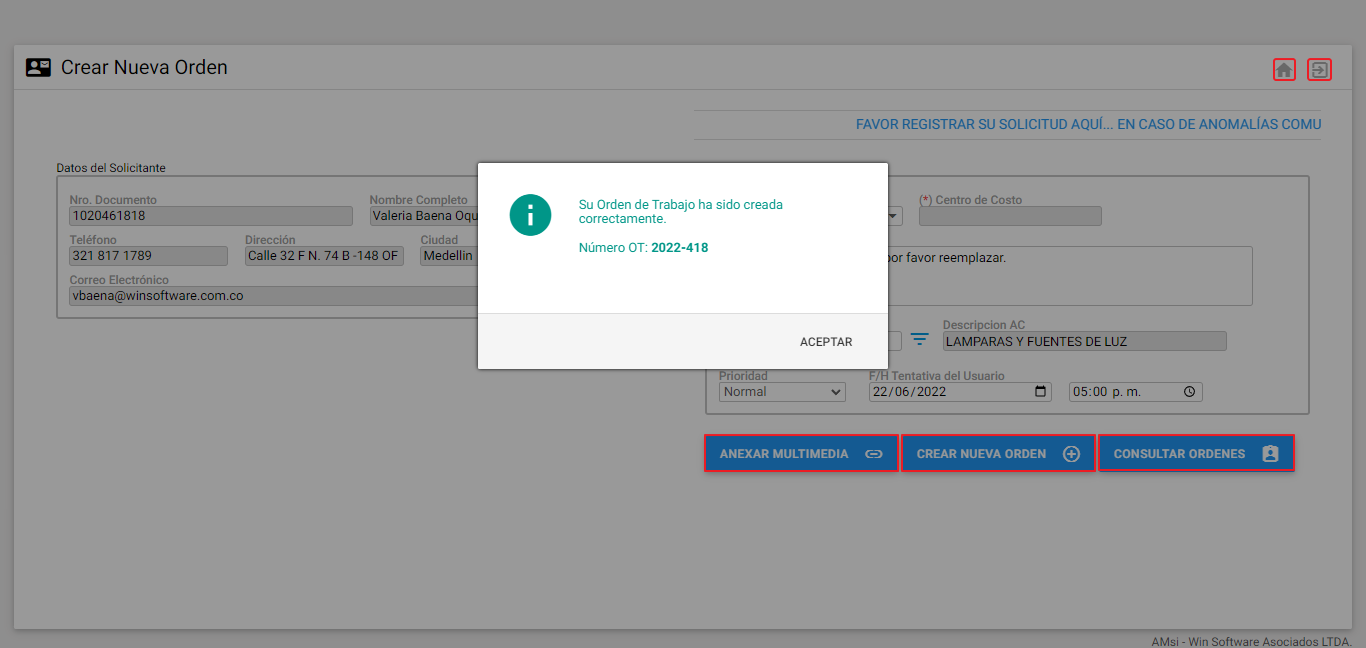 Crear Nueva Orden
FAVOR REGISTRAR SU SOLICITUD AQUÍ... EN CASO DE ANOMALÍAS COMU
Datos del Solicitante
Nro. Documento
Nombre Completo
1020461818
Valeria Baena Oqu
Teléfono
Dirección
Ciudad
321 817 1789
Calle 32 F N. 74 B -148 OF
Medellin
Correo Electrónico
vbaena@winsoftware.com.co
Su Orden de Trabajo ha sido creada
correctamente.
Número OT: 2022-418
ACEPTAR
(*) Centro de Costo
por favor reemplazar.
Descripcion AC
LAMPARAS Y FUENTES DE LUZ
Prioridad
F/H Tentativa del Usuario
Normal
22/06/2022
05:00 p. m.
ANEXAR MULTIMEDIA
CREAR NUEVA ORDEN
CONSULTAR ORDENES
AMsi - Win Software Asociados LTDA.